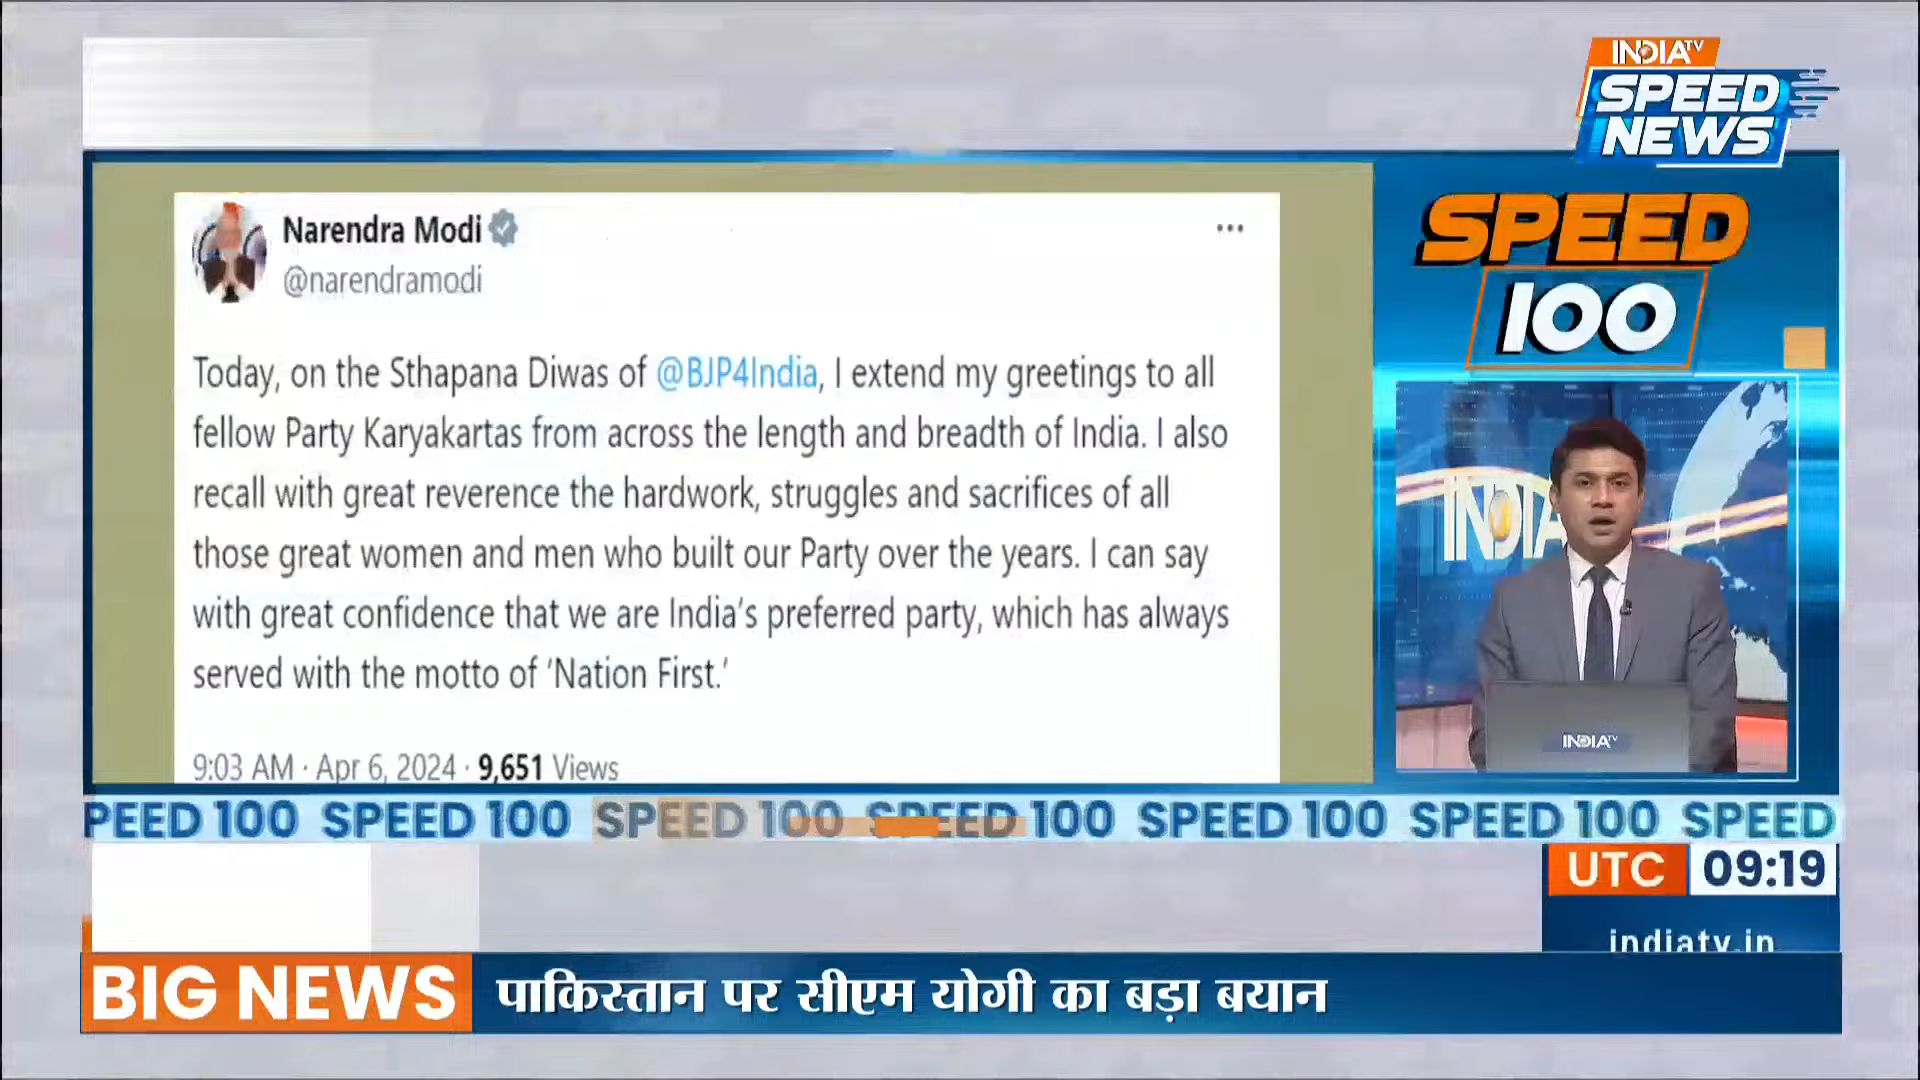 INDIA TV
SPEED
NEWS
SPEED
100
Narendra Modi
@narendramodi
Today, on the Sthapana Diwas of @BJP4India, I extend my greetings to all
fellow Party Karyakartas from across the length and breadth of India. I also
recall with great reverence the hardwork, struggles and sacrifices of all
those great women and men who built our Party over the years. I can say
with great confidence that we are India's preferred party, which has always
served with the motto of 'Nation First.'
9:03 AM · Apr 6, 2024 · 9,651 Views
INDIA
INDIA TV
PEED 100 SPEED 100 SPEED 100 SPEED 100 SPEED 100 SPEED 100 SPEED
UTC 09:19
indiatv.in
BIG NEWS पाकिस्तान पर सीएम योगी का बड़ा बयान